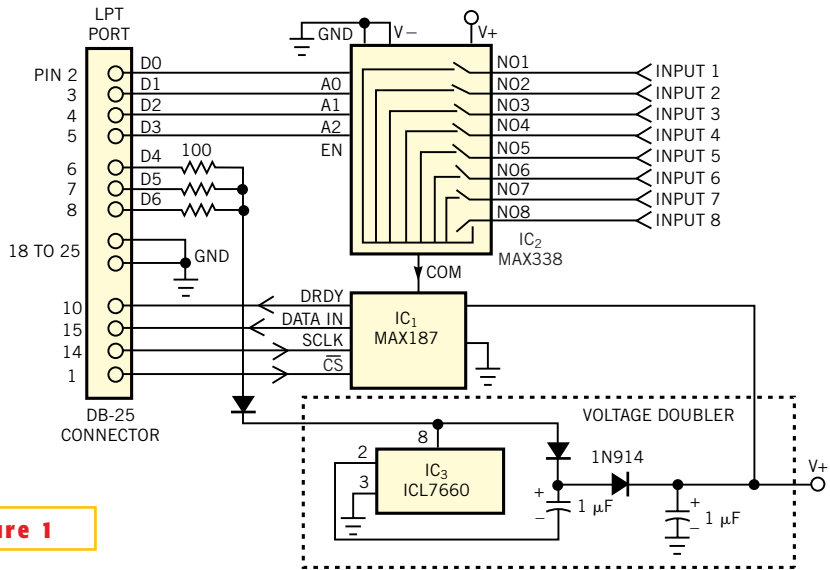 LPT
PORT
GND
V–
V+
PIN 2
D0
NO1
INPUT 1
3
D1
A0
NO2
INPUT 2
4
D2
A1
NO3
INPUT 3
5
D3
A2
NO4
INPUT 4
EN
NO5
INPUT 5
6
D4
100
NO6
INPUT 6
7
D5
NO7
INPUT 7
8
D6
NO8
INPUT 8
18 TO 25
GND
IC2
MAX338
COM
10
DRDY
15
DATA IN
14
SCLK
1
CS
IC1
MAX187
DB-25
CONNECTOR
VOLTAGE DOUBLER
8
2
3
IC3
ICL7660
1N914
V+
+
–
1 µF
+
–
1 µF
re 1